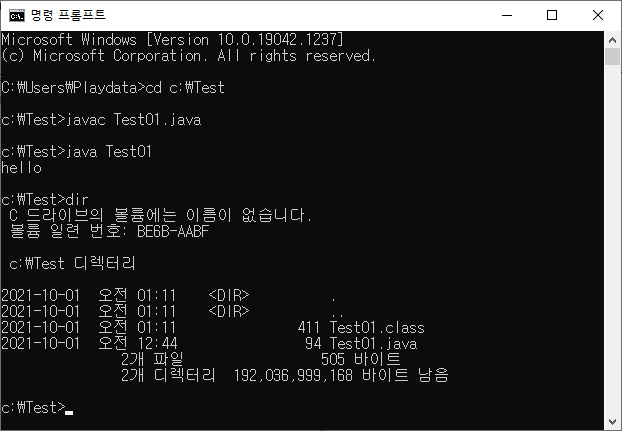 명령 프롬프트
Microsoft Windows [Version 10.0.19042.1237]
(c) Microsoft Corporation. All rights reserved.
C:₩Users₩Playdata>cd c:₩Test
c:₩Test>javac Test01.java
c:₩Test>java Test01
hello
c:₩Test>dir
 C 드라이브의 볼륨에는 이름이 없습니다.
 볼륨 일련 번호: BE6B-AABF
 c:₩Test 디렉터리
2021-10-01  오전 01:11    <DIR>          .
2021-10-01  오전 01:11    <DIR>          ..
2021-10-01  오전 01:11               411 Test01.class
2021-10-01  오전 12:44                94 Test01.java
               2개 파일                 505 바이트
               2개 디렉터리  192,036,999,168 바이트 남음
c:₩Test>